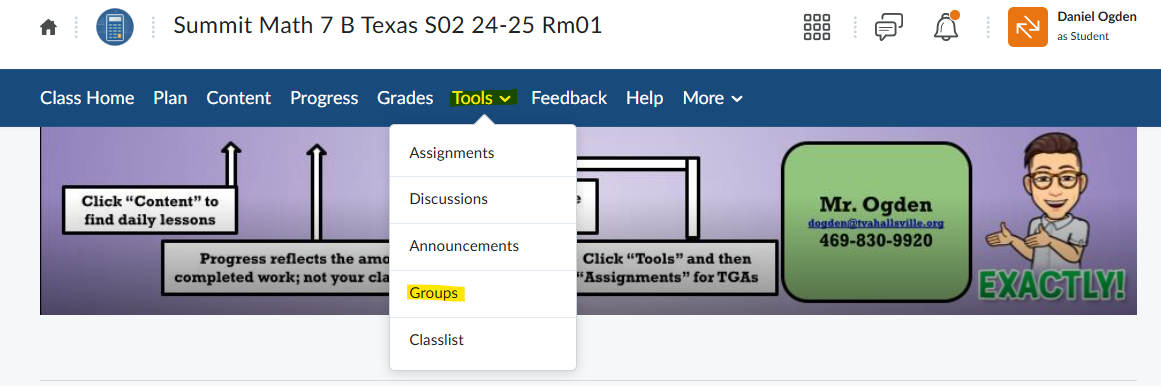 Summit Math 7 B Texas S02 24-25 Rm01
Daniel Ogden
as Student
Class Home Plan Content Progress Grades Tools Feedback Help More
Assignments
Discussions
Announcements
Groups
Classlist
Click “Content” to
find daily lessons
Progress reflects the amo
completed work; not your cla
e
Click “Tools” and then
“Assignments” for TGAs
Mr. Ogden
dogden@tvahallsville.org
469-830-9920
EXACTLY!